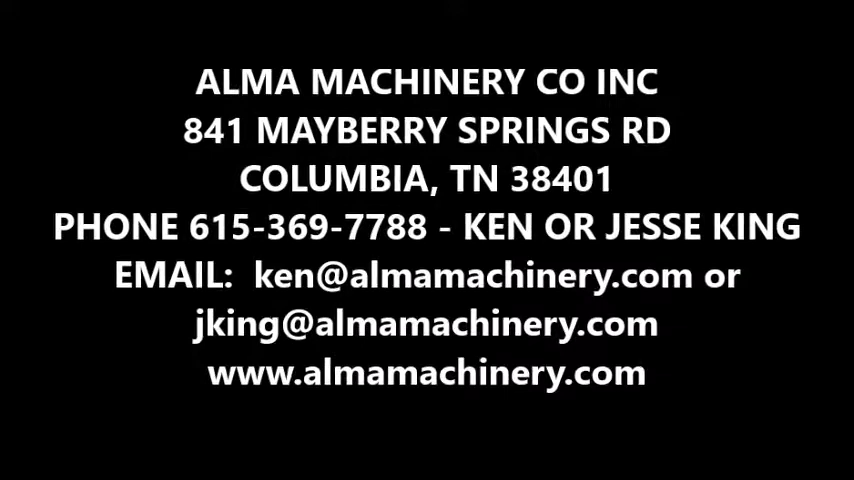 ALMA MACHINERY CO INC
841 MAYBERRY SPRINGS RD
COLUMBIA, TN 38401
PHONE 615-369-7788 - KEN OR JESSE KING
EMAIL:  ken@almamachinery.com or
jking@almamachinery.com
www.almamachinery.com